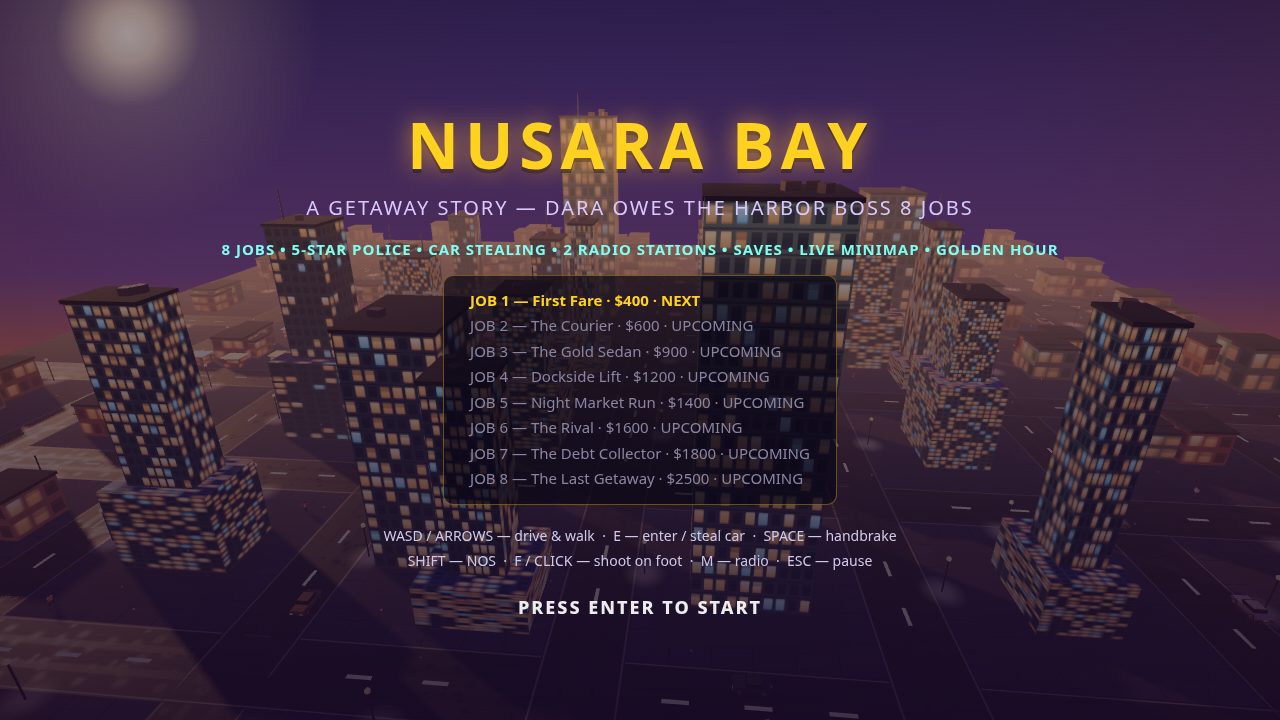 NUSARA BAY
A GETAWAY STORY — DARA OWES THE HARBOR BOSS 8 JOBS
8 JOBS • 5-STAR POLICE • CAR STEALING • 2 RADIO STATIONS • SAVES • LIVE MINIMAP • GOLDEN HOUR
JOB 1 — First Fare · $400 · NEXT
JOB 2 — The Courier · $600 · UPCOMING
JOB 3 — The Gold Sedan · $900 · UPCOMING
JOB 4 — Dockside Lift · $1200 · UPCOMING
JOB 5 — Night Market Run · $1400 · UPCOMING
JOB 6 — The Rival · $1600 · UPCOMING
JOB 7 — The Debt Collector · $1800 · UPCOMING
JOB 8 — The Last Getaway · $2500 · UPCOMING
WASD / ARROWS — drive & walk · E — enter / steal car · SPACE — handbrake
SHIFT — NOS · F / CLICK — shoot on foot · M — radio · ESC — pause
PRESS ENTER TO START